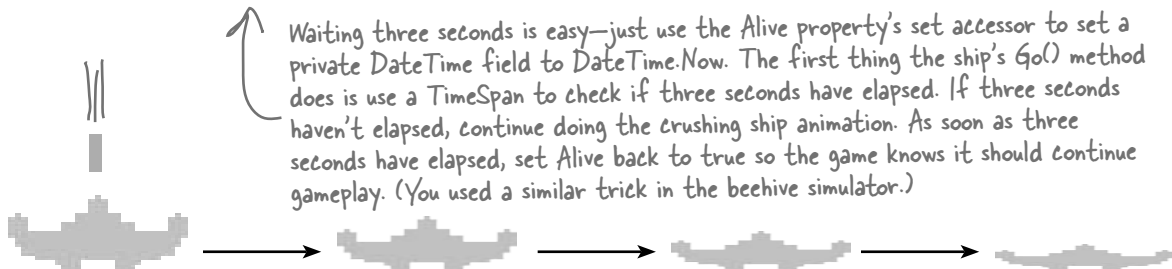 Waiting three seconds is easy—just use the Alive property's set accessor to set a
private DateTime field to DateTime.Now. The first thing the ship's Go() method
does is use a TimeSpan to check if three seconds have elapsed. If three seconds
haven't elapsed, continue doing the crushing ship animation. As soon as three
seconds have elapsed, set Alive back to true so the game knows it should continue
gameplay. (You used a similar trick in the beehive simulator.)